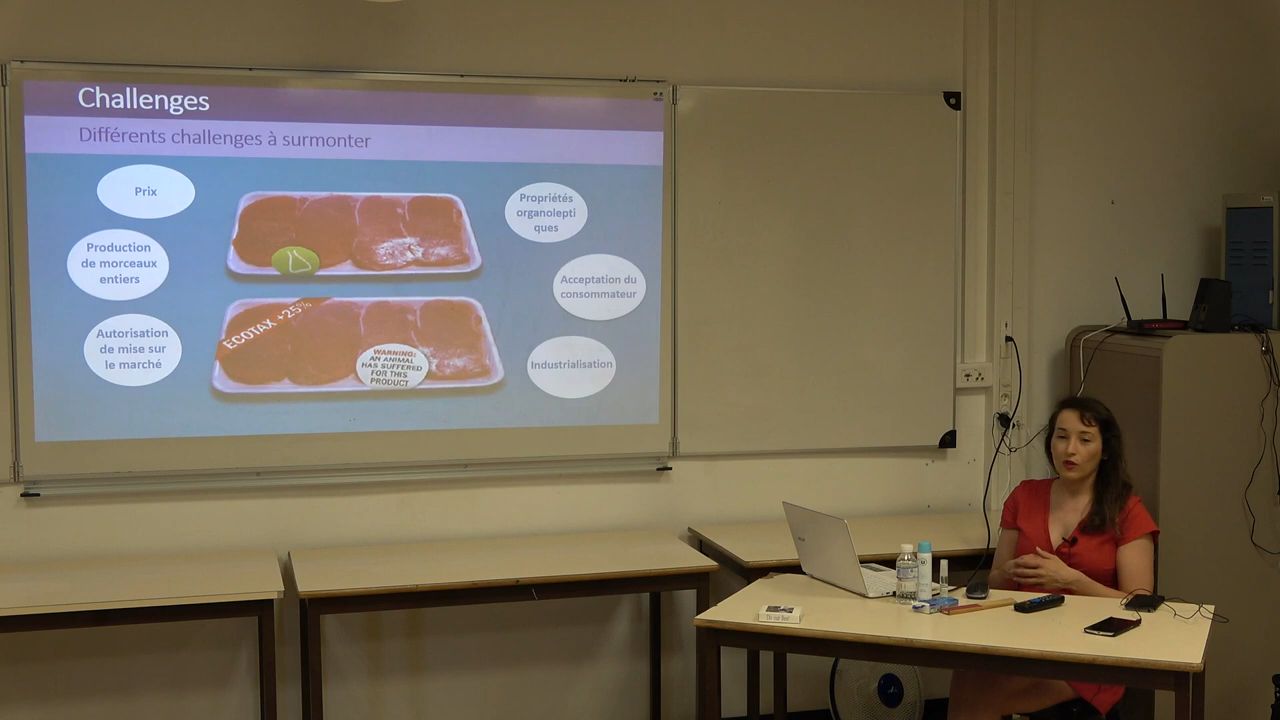 Challenges
Différents challenges à surmonter
Prix
Production
de morceaux
entiers
Autorisation
de mise sur
le marché
ECOTAX +25%
WARNING:
AN ANIMAL
HAS SUFFERED
FOR THIS
PRODUCT
Propriétés
organolepti
ques
Acceptation du
consommateur
Industrialisation